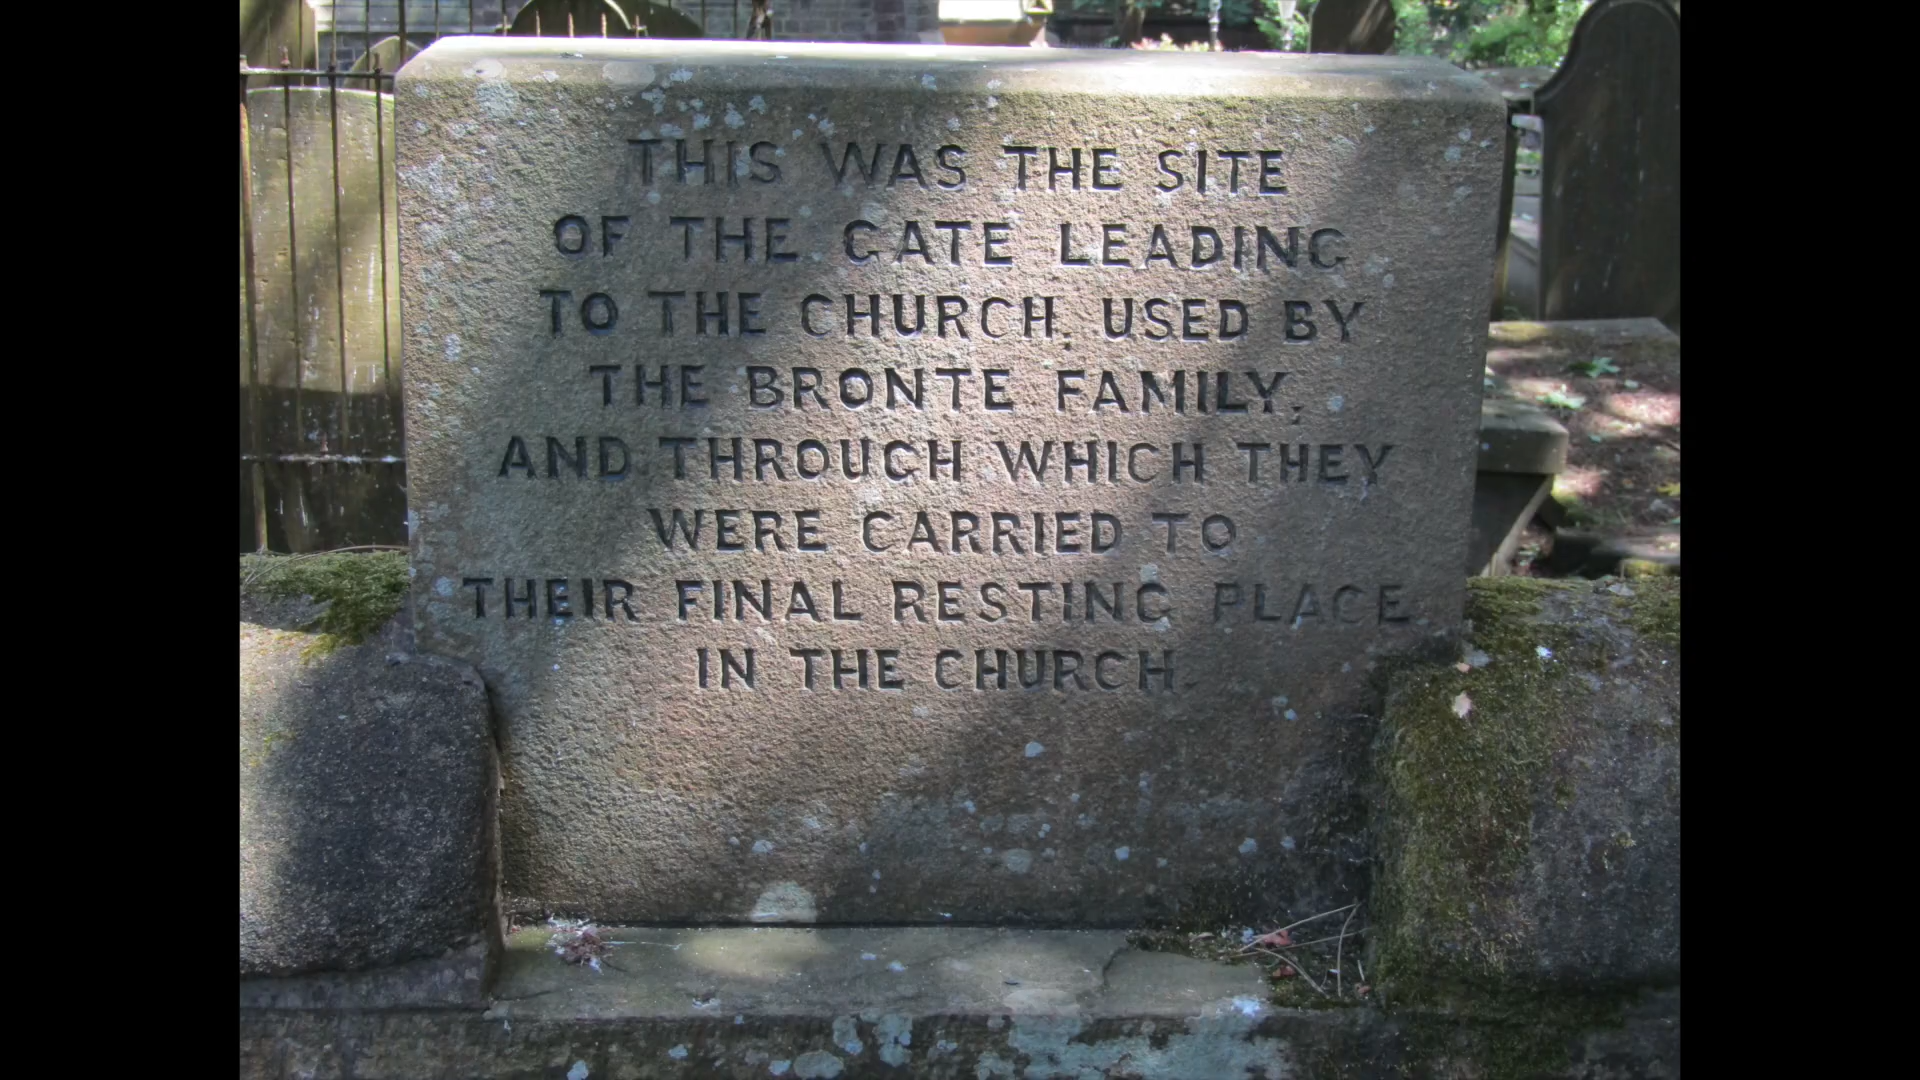 THIS WAS THE SITE
OF THE GATE LEADING
TO THE CHURCH, USED BY
THE BRONTE FAMILY,
AND THROUGH WHICH THEY
WERE CARRIED TO
THEIR FINAL RESTING PLACE
IN THE CHURCH.